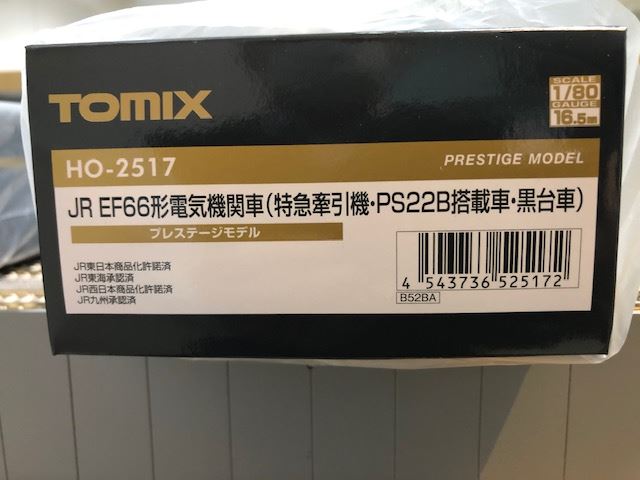 TOMIX
SCALE
1/80
GAUGE
16.5mm
HO-2517
PRESTIGE MODEL
JR EF66形電気機関車(特急牽引機・PS22B搭載車・黒台車)
プレステージモデル
JR東日本商品化許諾済
JR東海承認済
JR西日本商品化許諾済
JR九州承認済
4 543736 525172
B52BA